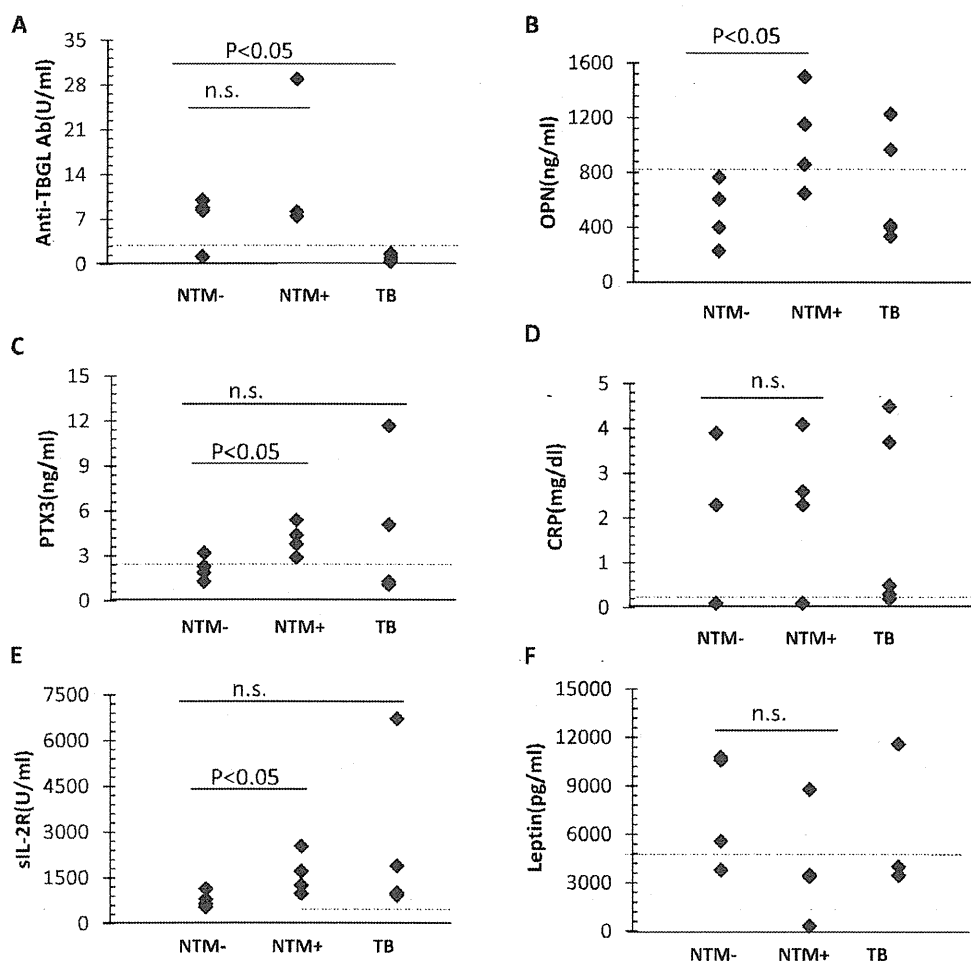 A
Anti-TBGL Ab(U/ml)
35
28
21
14
7
0
P<0.05
n.s.
NTM- NTM+ TB
B
OPN(ng/ml)
1600
1200
800
400
0
P<0.05
NTM- NTM+ TB
C
PTX3(ng/ml)
15
12
9
6
3
0
n.s.
P<0.05
NTM- NTM+ TB
D
CRP(mg/dl)
5
4
3
2
1
0
n.s.
NTM- NTM+ TB
E
sIL-2R(U/ml)
7500
6000
4500
3000
1500
0
n.s.
P<0.05
NTM- NTM+ TB
F
Leptin(pg/ml)
15000
12000
9000
6000
3000
0
n.s.
NTM- NTM+ TB